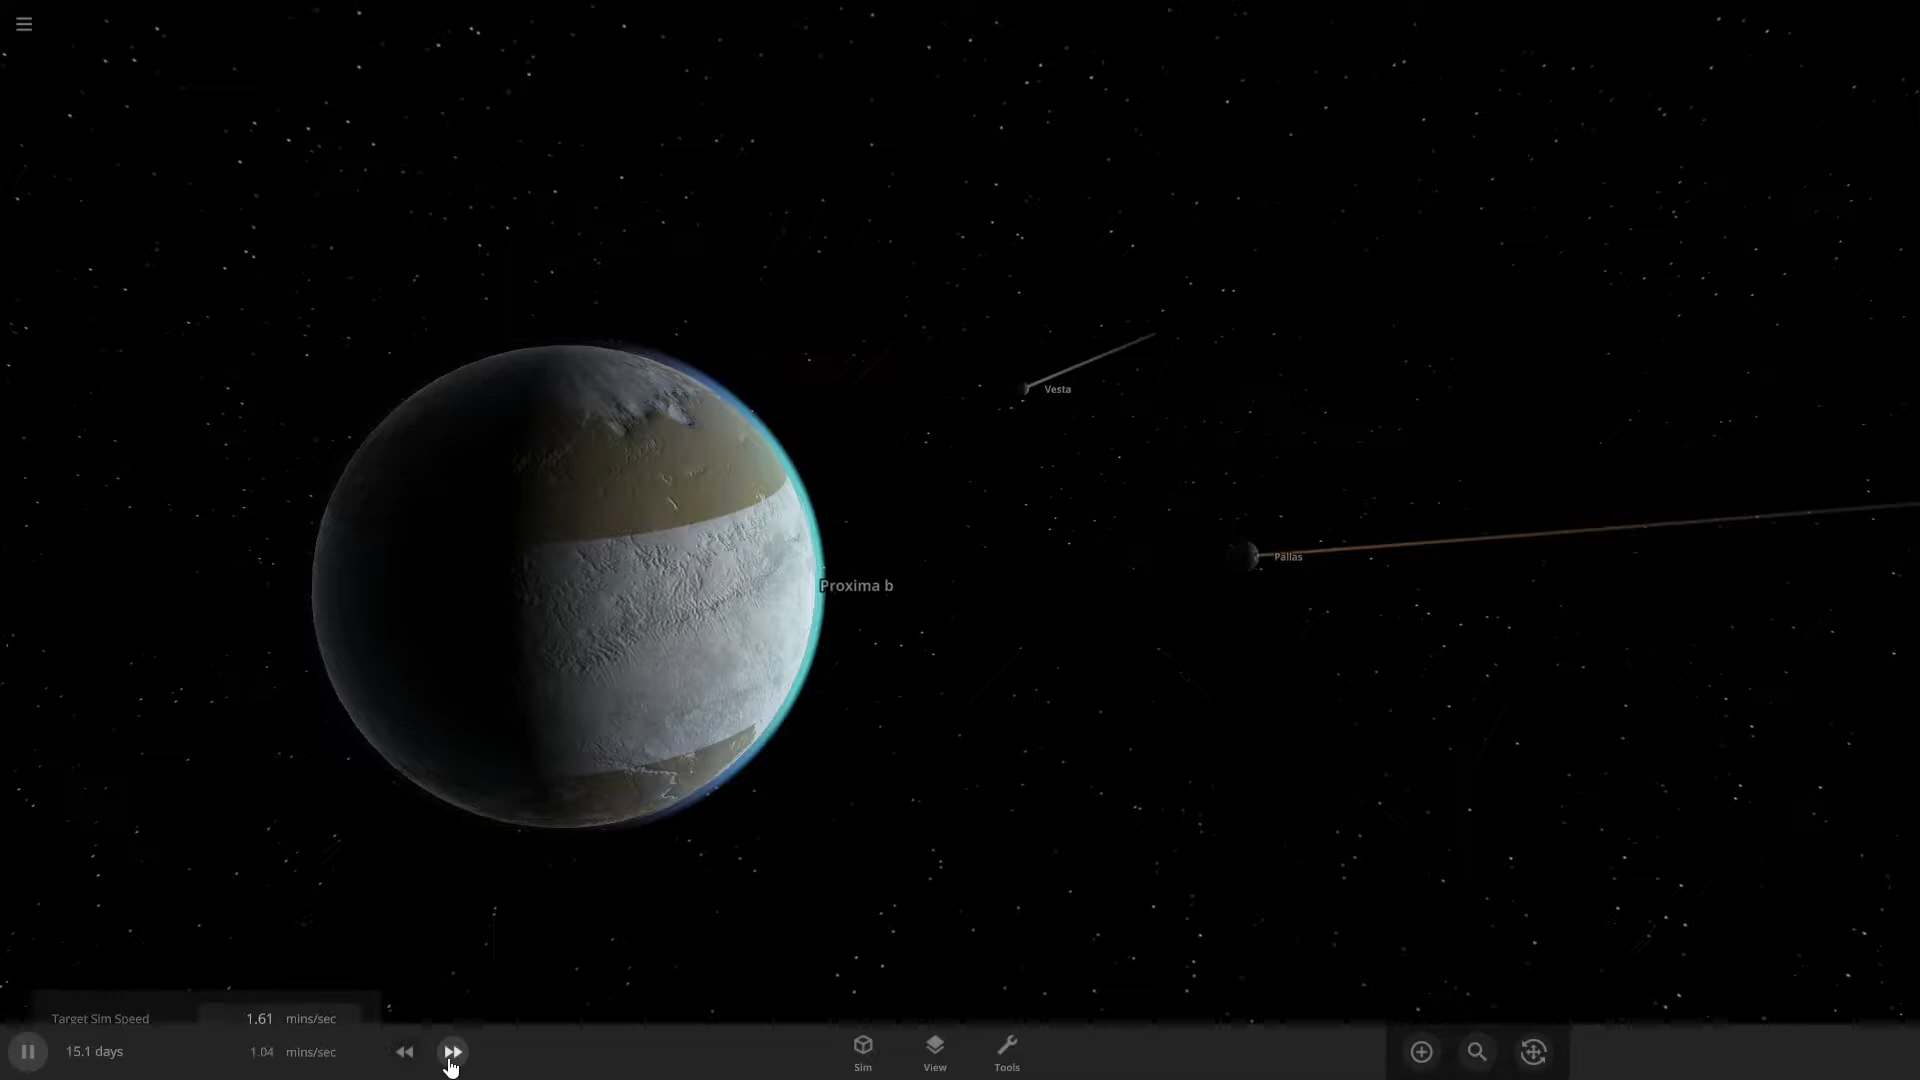 Vesta
Pallas
Proxima b
Target Sim Speed 1.61 mins/sec
15.1 days 1.04 mins/sec
Sim View Tools